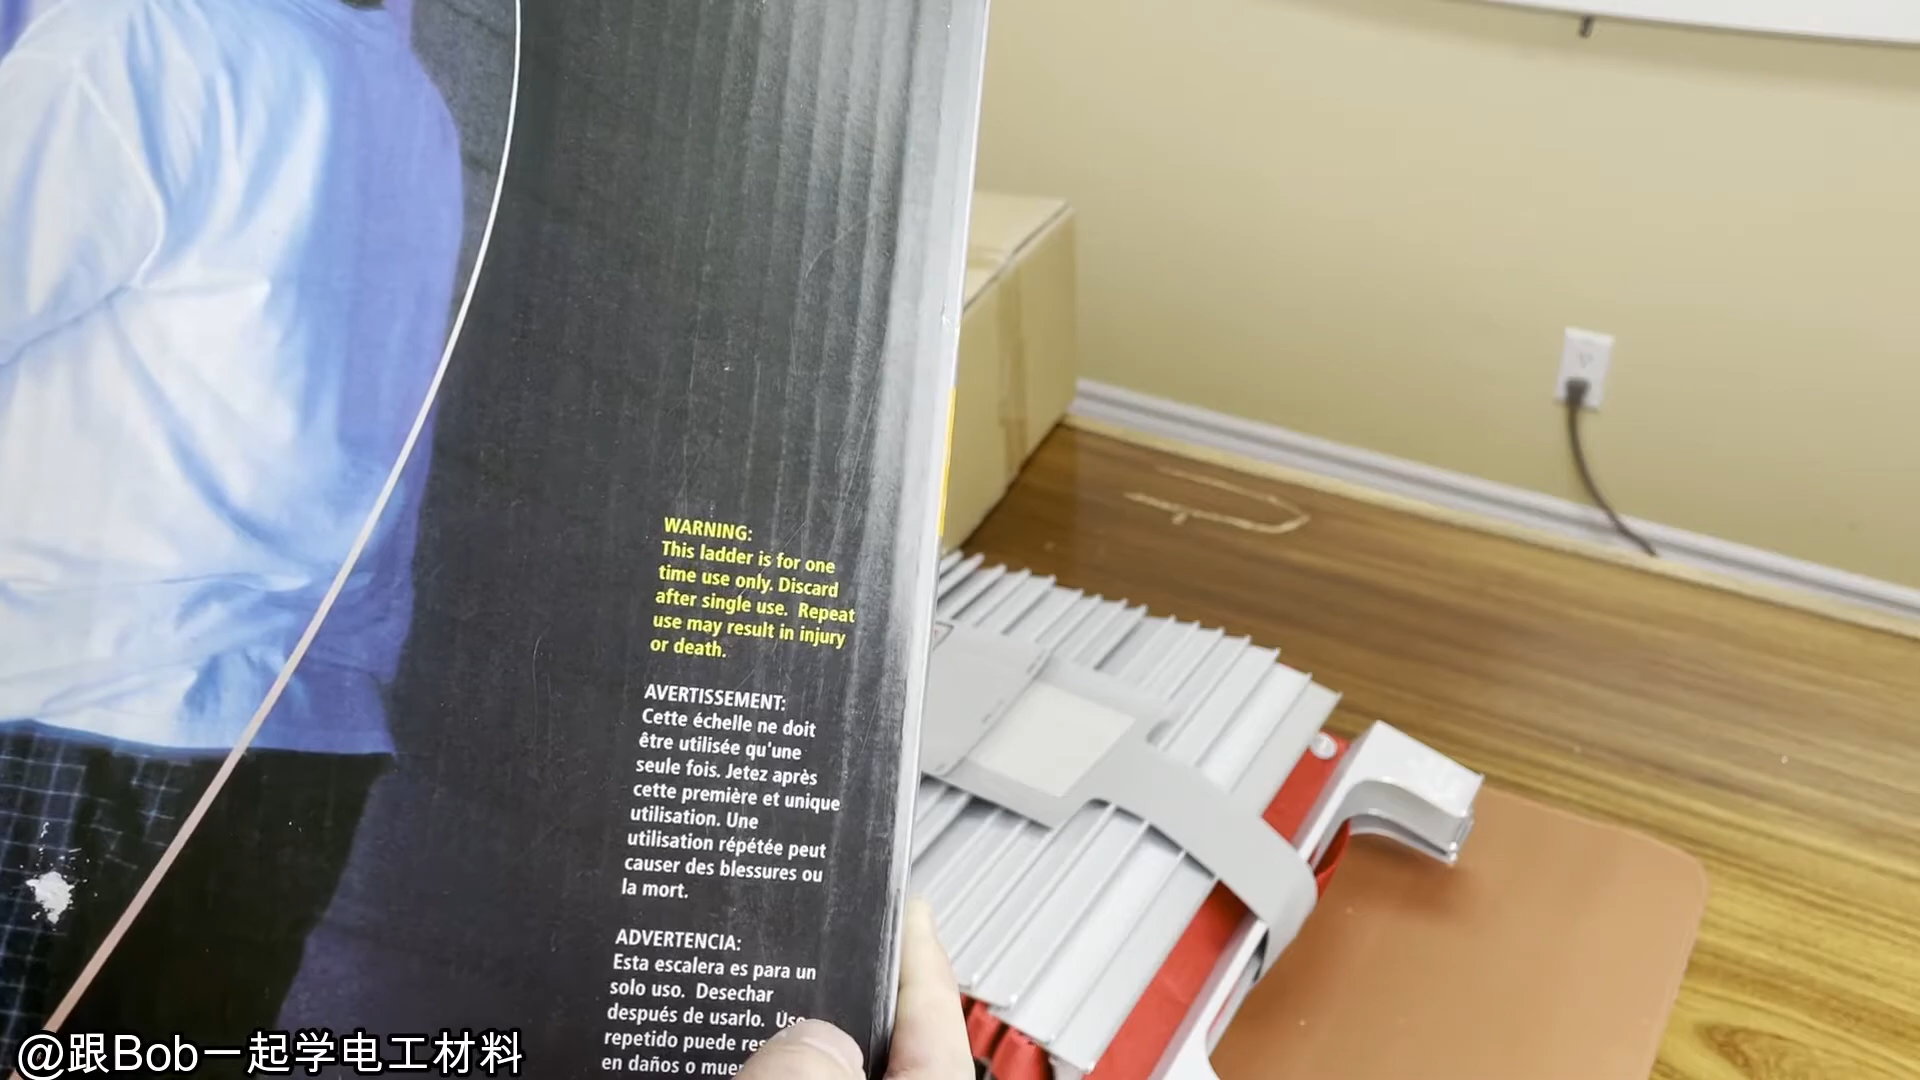 WARNING:
This ladder is for one
time use only. Discard
after single use. Repeat
use may result in injury
or death.
AVERTISSEMENT:
Cette échelle ne doit
être utilisée qu'une
seule fois. Jetez après
cette première et unique
utilisation. Une
utilisation répétée peut
causer des blessures ou
la mort.
ADVERTENCIA:
Esta escalera es para un
solo uso. Desechar
después de usarlo.
repetido puede
en daños o
@跟Bob一起学电工材料